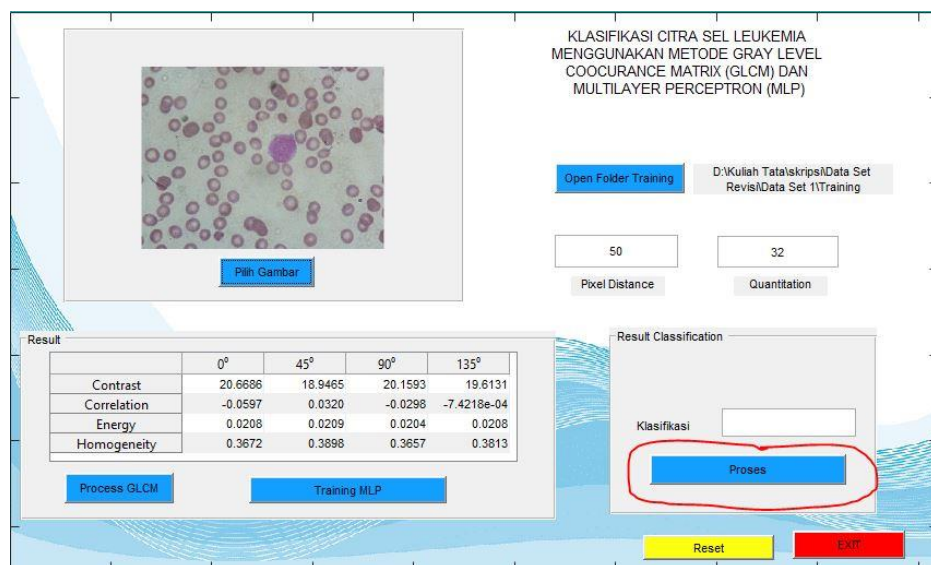 KLASIFIKASI CITRA SEL LEUKEMIA
MENGGUNAKAN METODE GRAY LEVEL
COOCURANCE MATRIX (GLCM) DAN
MULTILAYER PERCEPTRON (MLP)
Pilih Gambar
Open Folder Training
D:\Kuliah Tata\skripsi\Data Set
Revisi\Data Set 1\Training
50
32
Pixel Distance
Quantitation
Result
0⁰ 45⁰ 90⁰ 135⁰
Contrast 20.6686 18.9465 20.1593 19.6131
Correlation -0.0597 0.0320 -0.0298 -7.4218e-04
Energy 0.0208 0.0209 0.0204 0.0208
Homogeneity 0.3672 0.3898 0.3657 0.3813
Process GLCM
Training MLP
Result Classification
Klasifikasi
Proses
Reset
EXIT